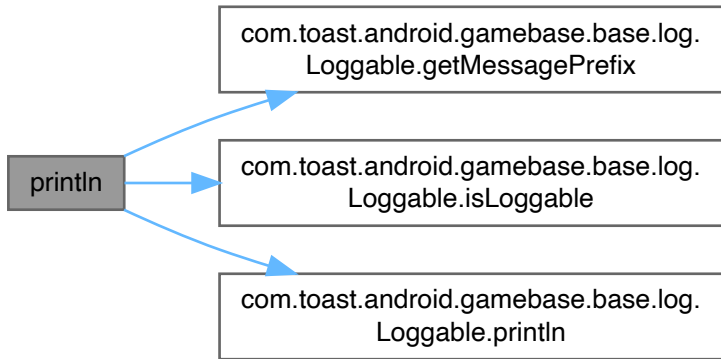 com.toast.android.gamebase.base.log.
Loggable.getMessagePrefix
println
com.toast.android.gamebase.base.log.
Loggable.isLoggable
com.toast.android.gamebase.base.log.
Loggable.println